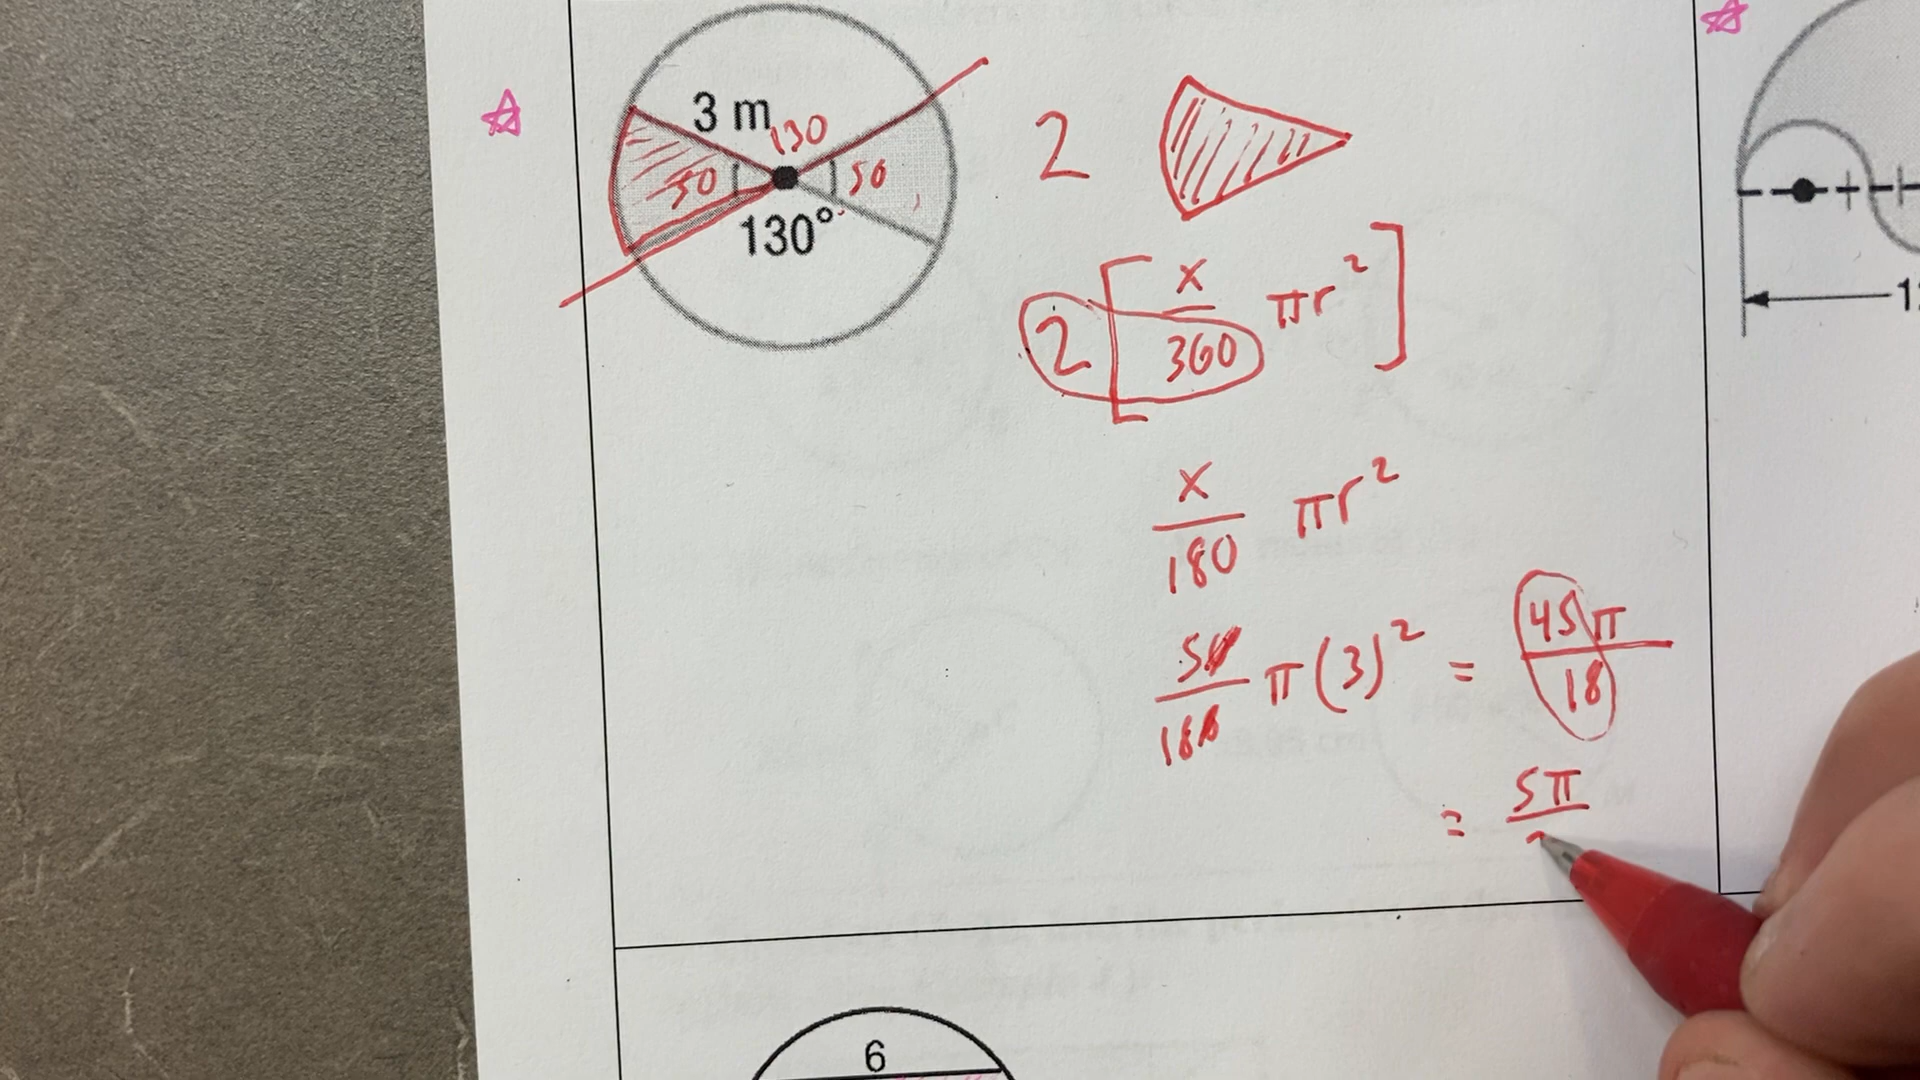 3 m
130
50
50
130°
2
2 [ x/360 πr² ]
x/180 πr²
50/180 π(3)² = 45π/18
= 5π
6